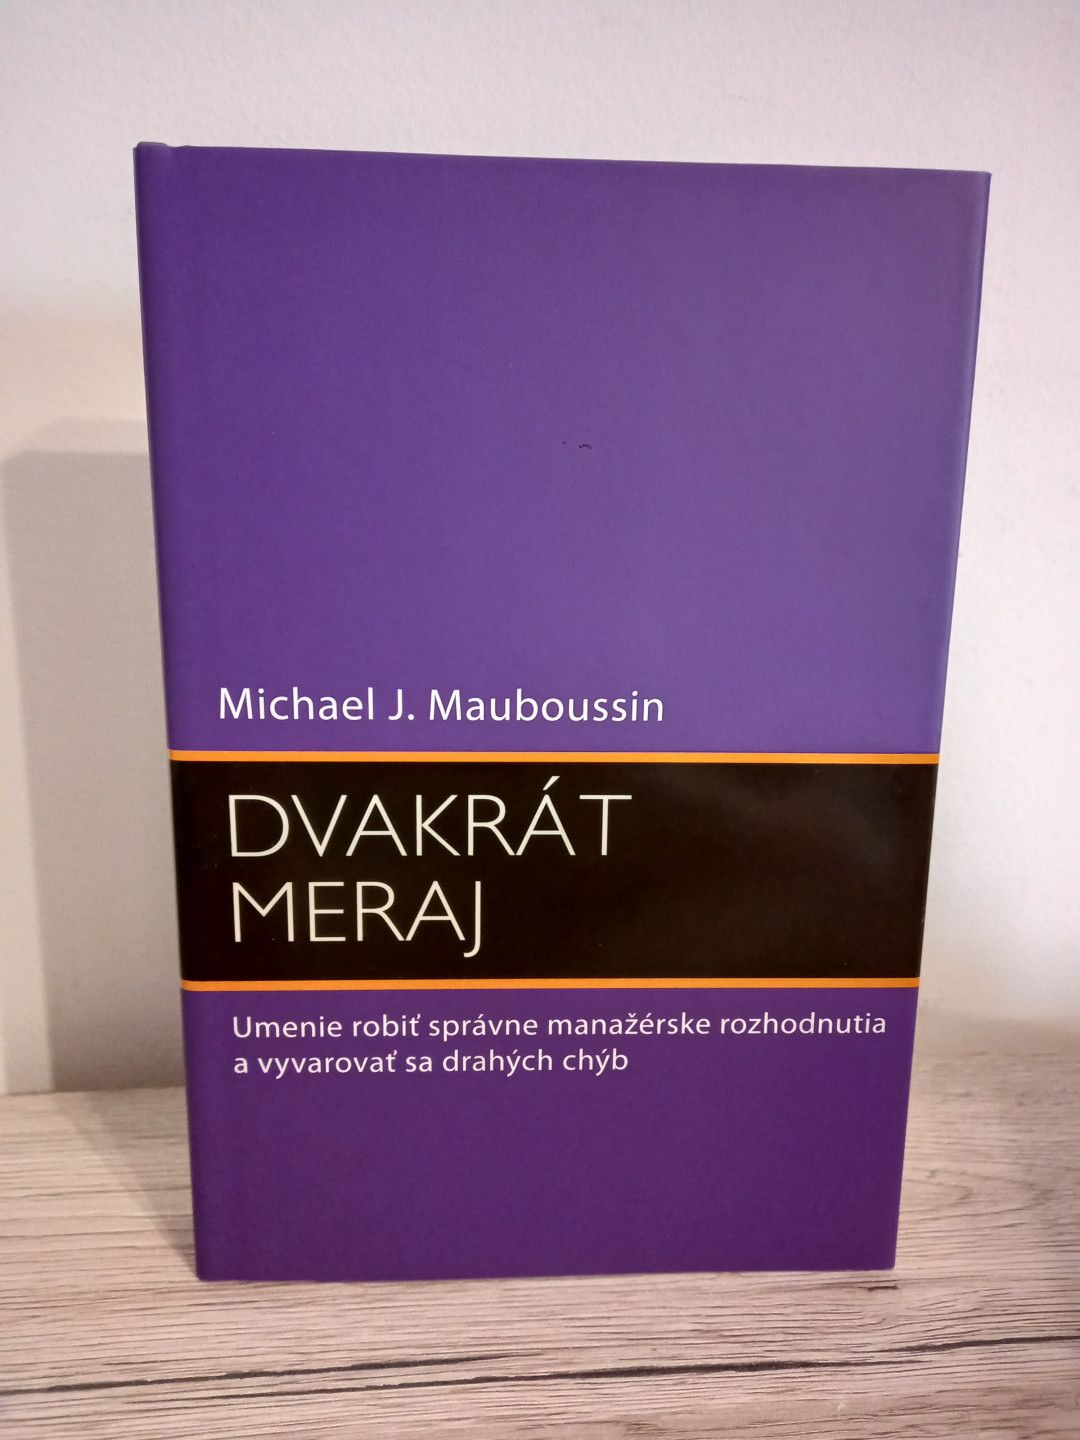 Michael J. Mauboussin
DVAKRÁT
MERAJ
Umenie robiť správne manažérske rozhodnutia
a vyvarovať sa drahých chýb